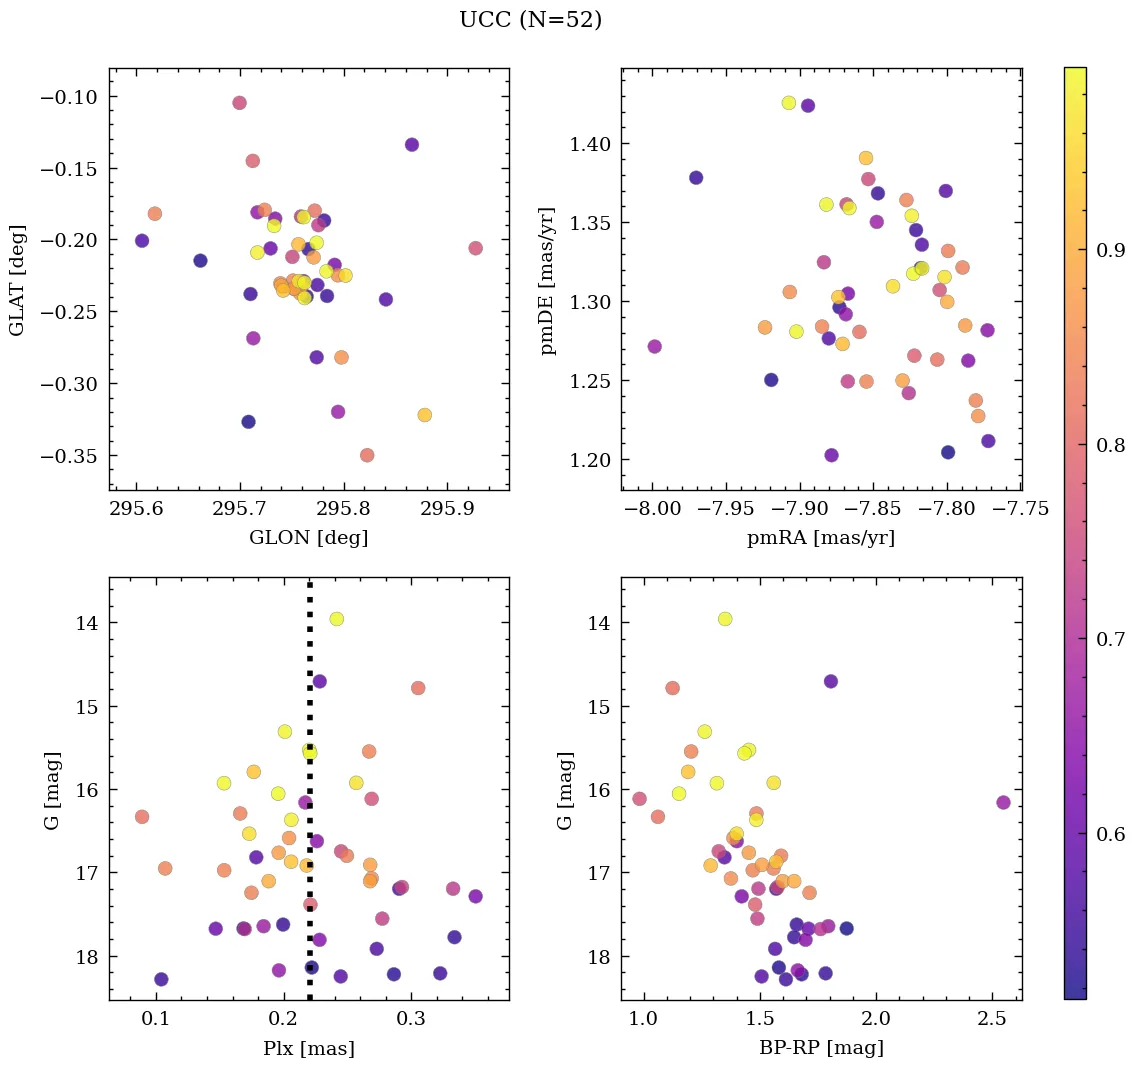 UCC (N=52)
−0.10
−0.15
−0.20
−0.25
−0.30
−0.35
GLAT [deg]
295.6 295.7 295.8 295.9
GLON [deg]
1.40
1.35
1.30
1.25
1.20
pmDE [mas/yr]
−8.00 −7.95 −7.90 −7.85 −7.80 −7.75
pmRA [mas/yr]
14
15
16
17
18
G [mag]
0.1 0.2 0.3
Plx [mas]
14
15
16
17
18
G [mag]
1.0 1.5 2.0 2.5
BP-RP [mag]
0.9
0.8
0.7
0.6